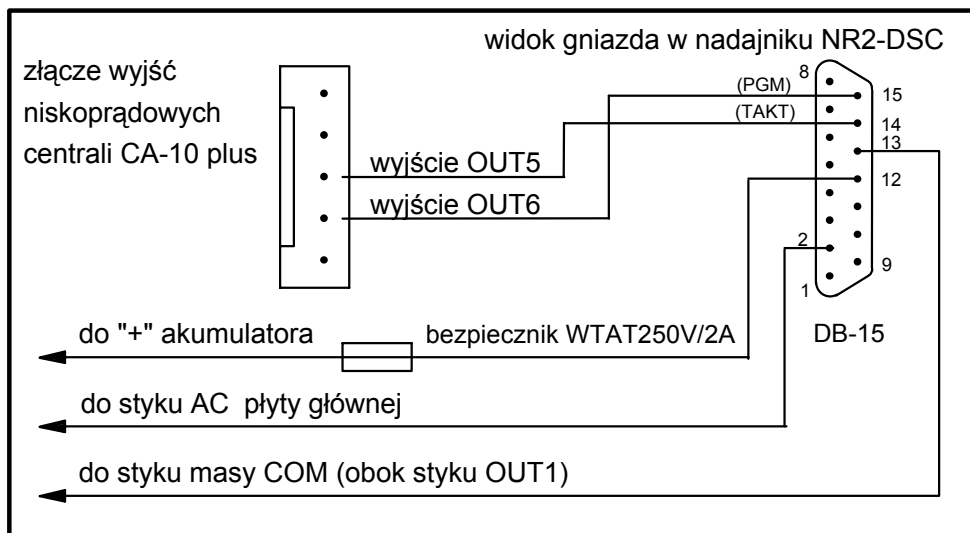 widok gniazda w nadajniku NR2-DSC
złącze wyjść
niskoprądowych
centrali CA-10 plus
8
(PGM)
15
(TAKT)
14
13
wyjście OUT5
12
wyjście OUT6
2
9
1
do "+" akumulatora
bezpiecznik WTAT250V/2A
DB-15
do styku AC płyty głównej
do styku masy COM (obok styku OUT1)